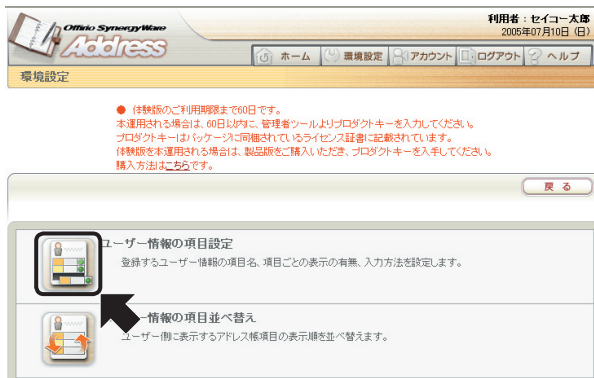 利用者：セイコー太郎
2005年07月10日（日）
Offirio SynergyWare
Address
ホーム 環境設定 アカウント ログアウト ヘルプ
環境設定
● 体験版のご利用期限まで60日です。
本運用される場合は、60日以内に、管理者ツールよりプロダクトキーを入力してください。
プロダクトキーはパッケージに同梱されているライセンス証書に記載されています。
体験版を本運用される場合は、製品版をご購入いただき、プロダクトキーを入手してください。
購入方法はこちらです。
戻 る
ユーザー情報の項目設定
登録するユーザー情報の項目名、項目ごとの表示の有無、入力方法を設定します。
ー情報の項目並べ替え
ユーザー側に表示するアドレス帳項目の表示順を並べ替えます。